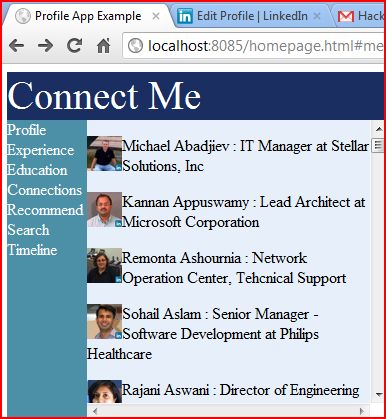 Profile App Example
Edit Profile | LinkedIn
Hack
localhost:8085/homepage.html#me
Connect Me
Profile
Experience
Education
Connections
Recommend
Search
Timeline
Michael Abadjiev : IT Manager at Stellar
Solutions, Inc
Kannan Appuswamy : Lead Architect at
Microsoft Corporation
Remonta Ashournia : Network
Operation Center, Tehcnical Support
Sohail Aslam : Senior Manager -
Software Development at Philips
Healthcare
Rajani Aswani : Director of Engineering